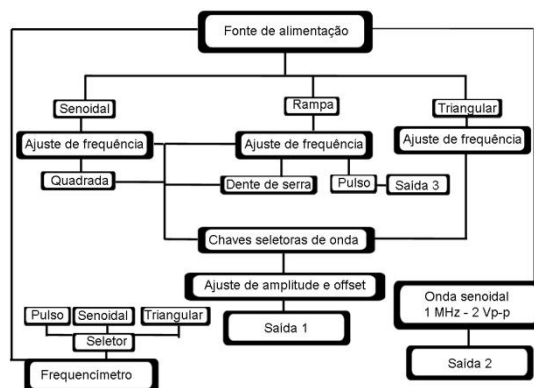 Fonte de alimentação
Senoidal
Rampa
Triangular
Ajuste de frequência
Ajuste de frequência
Ajuste de frequência
Quadrada
Dente de serra
Pulso
Saída 3
Chaves seletoras de onda
Ajuste de amplitude e offset
Saída 1
Onda senoidal
1 MHz - 2 Vp-p
Saída 2
Pulso
Senoidal
Triangular
Seletor
Frequencímetro